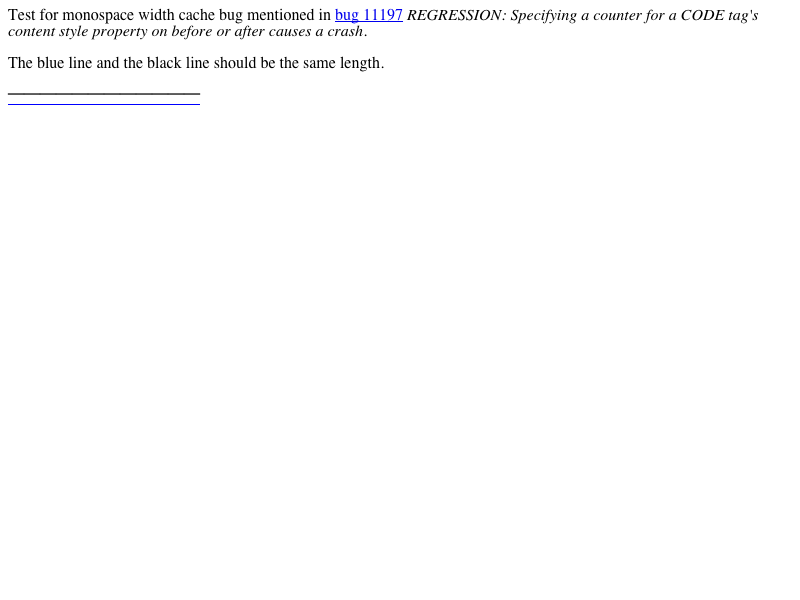 Test for monospace width cache bug mentioned in bug 11197 REGRESSION: Specifying a counter for a CODE tag's
content style property on before or after causes a crash.
The blue line and the black line should be the same length.